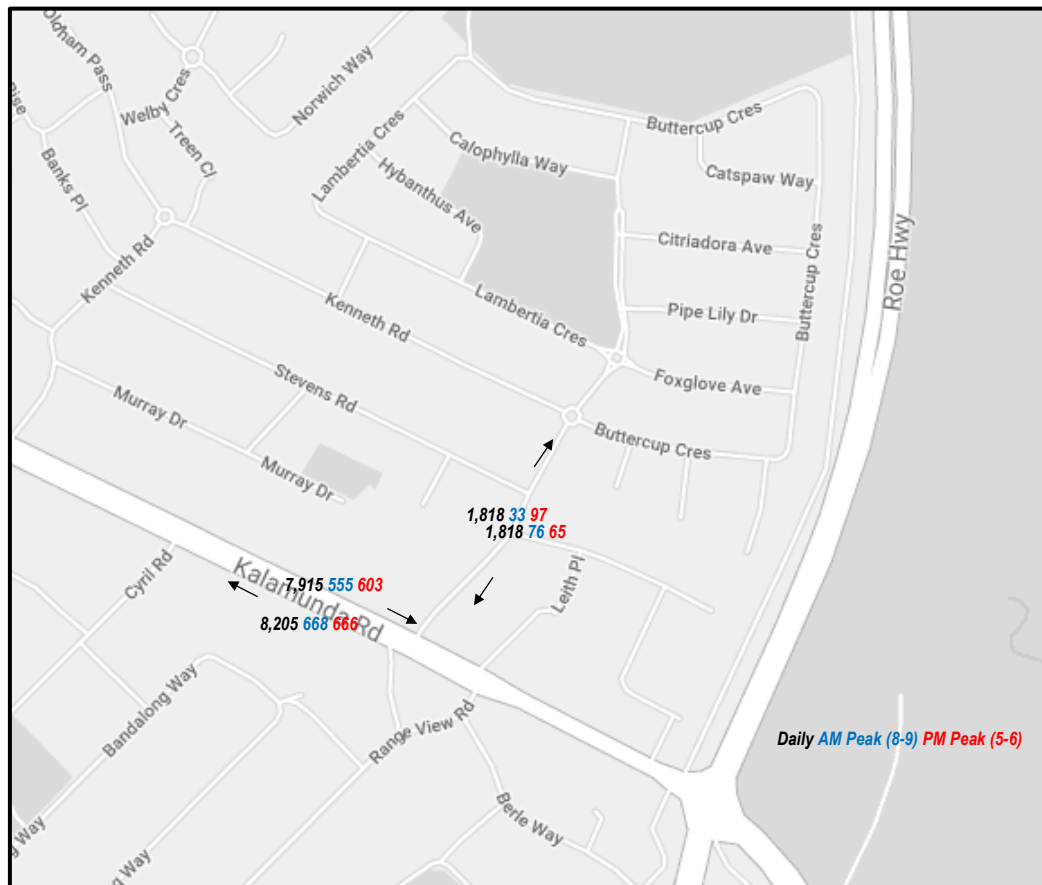 Oldham Pass
Welby Cres
Norwich Way
Rise
Treen Cl
Banks Pl
Lambertia Cres
Calophylla Way
Hybanthus Ave
Buttercup Cres
Catspaw Way
Citriadora Ave
Buttercup Cres
Roe Hwy
Kenneth Rd
Kenneth Rd
Lambertia Cres
Pipe Lily Dr
Foxglove Ave
Stevens Rd
Murray Dr
Murray Dr
Buttercup Cres
1,818 33 97
1,818 76 65
Cyril Rd
Kalamunda Rd
7,915 555 603
8,205 668 666
Leith Pl
Bandalong Way
Range View Rd
Daily AM Peak (8-9) PM Peak (5-6)
Berle Way
ng Way
ng Way